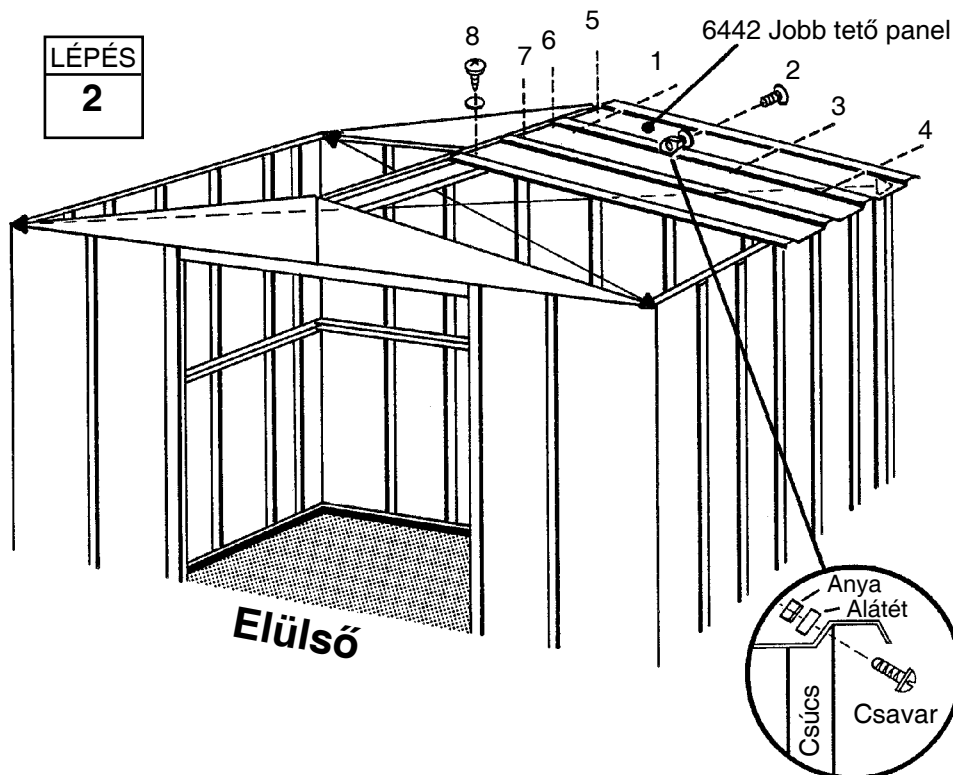 LÉPÉS
2
8
7
6
5
6442 Jobb tető panel
1
2
3
4
Elülső
Anya
Alátét
Csúcs
Csavar